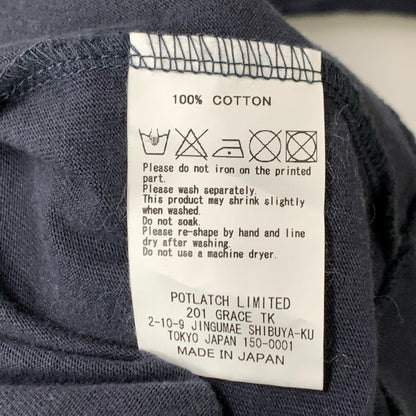 100% COTTON
Please do not iron on the printed
part.
Please wash separately.
This product may shrink slightly
when washed.
Do not soak.
Please re-shape by hand and line
dry after washing.
Do not use a machine dryer.
POTLATCH LIMITED
201 GRACE TK
2-10-9 JINGUMAE SHIBUYA-KU
TOKYO JAPAN 150-0001
MADE IN JAPAN